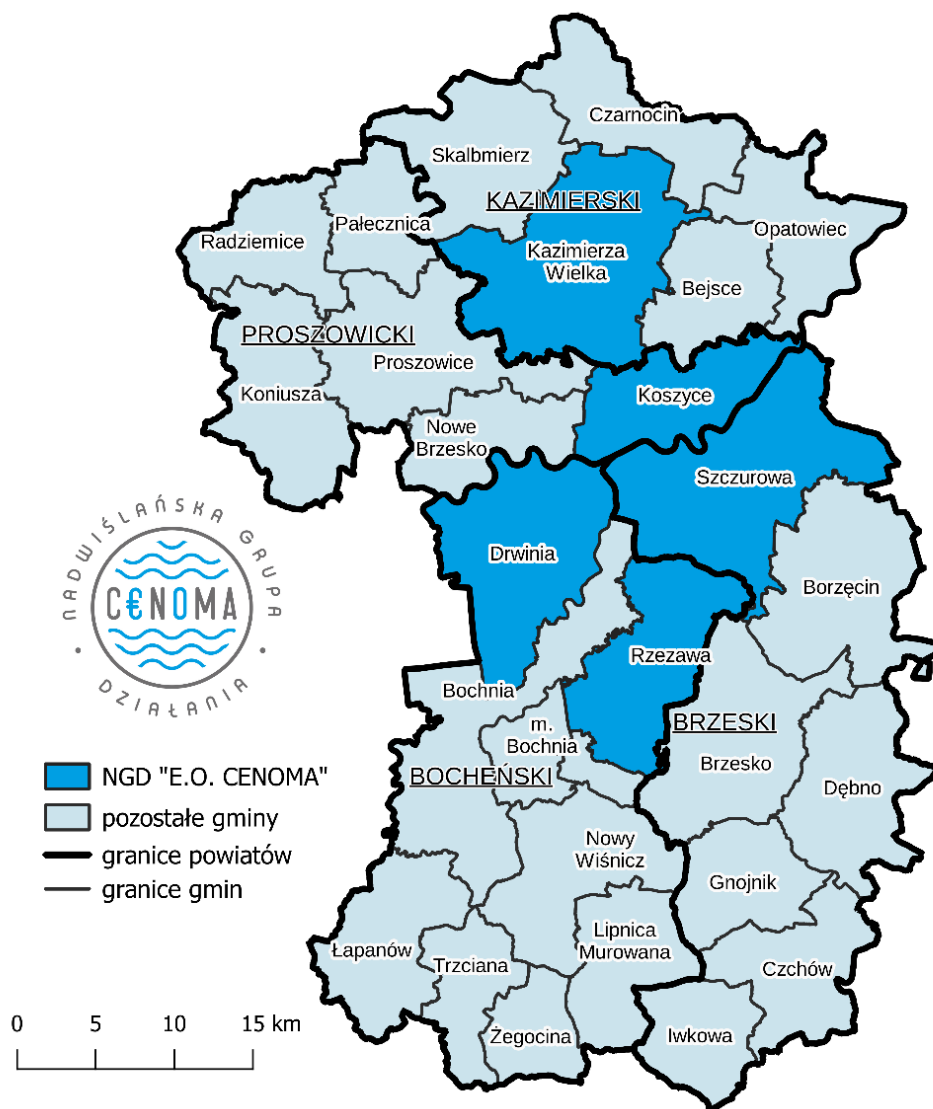 Czarnocin
Skalbmierz
KAZIMIERSKI
Pałecznica
Radziemice
Opatowiec
Kazimierza
Wielka
Bejsce
PROSZOWICKI
Proszowice
Koniusza
Koszyce
Nowe
Brzesko
Szczurowa
Drwinia
Borzęcin
NADWIŚLAŃSKA GRUPA
C€NOMA
DZIAŁANIA
Rzezawa
Bochnia
m.
Bochnia
BRZESKI
Brzesko
BOCHEŃSKI
Dębno
NGD "E.O. CENOMA"
pozostałe gminy
granice powiatów
granice gmin
Nowy
Wiśnicz
Gnojnik
Lipnica
Murowana
Łapanów
Trzciana
Czchów
Żegocina
Iwkowa
0 5 10 15 km